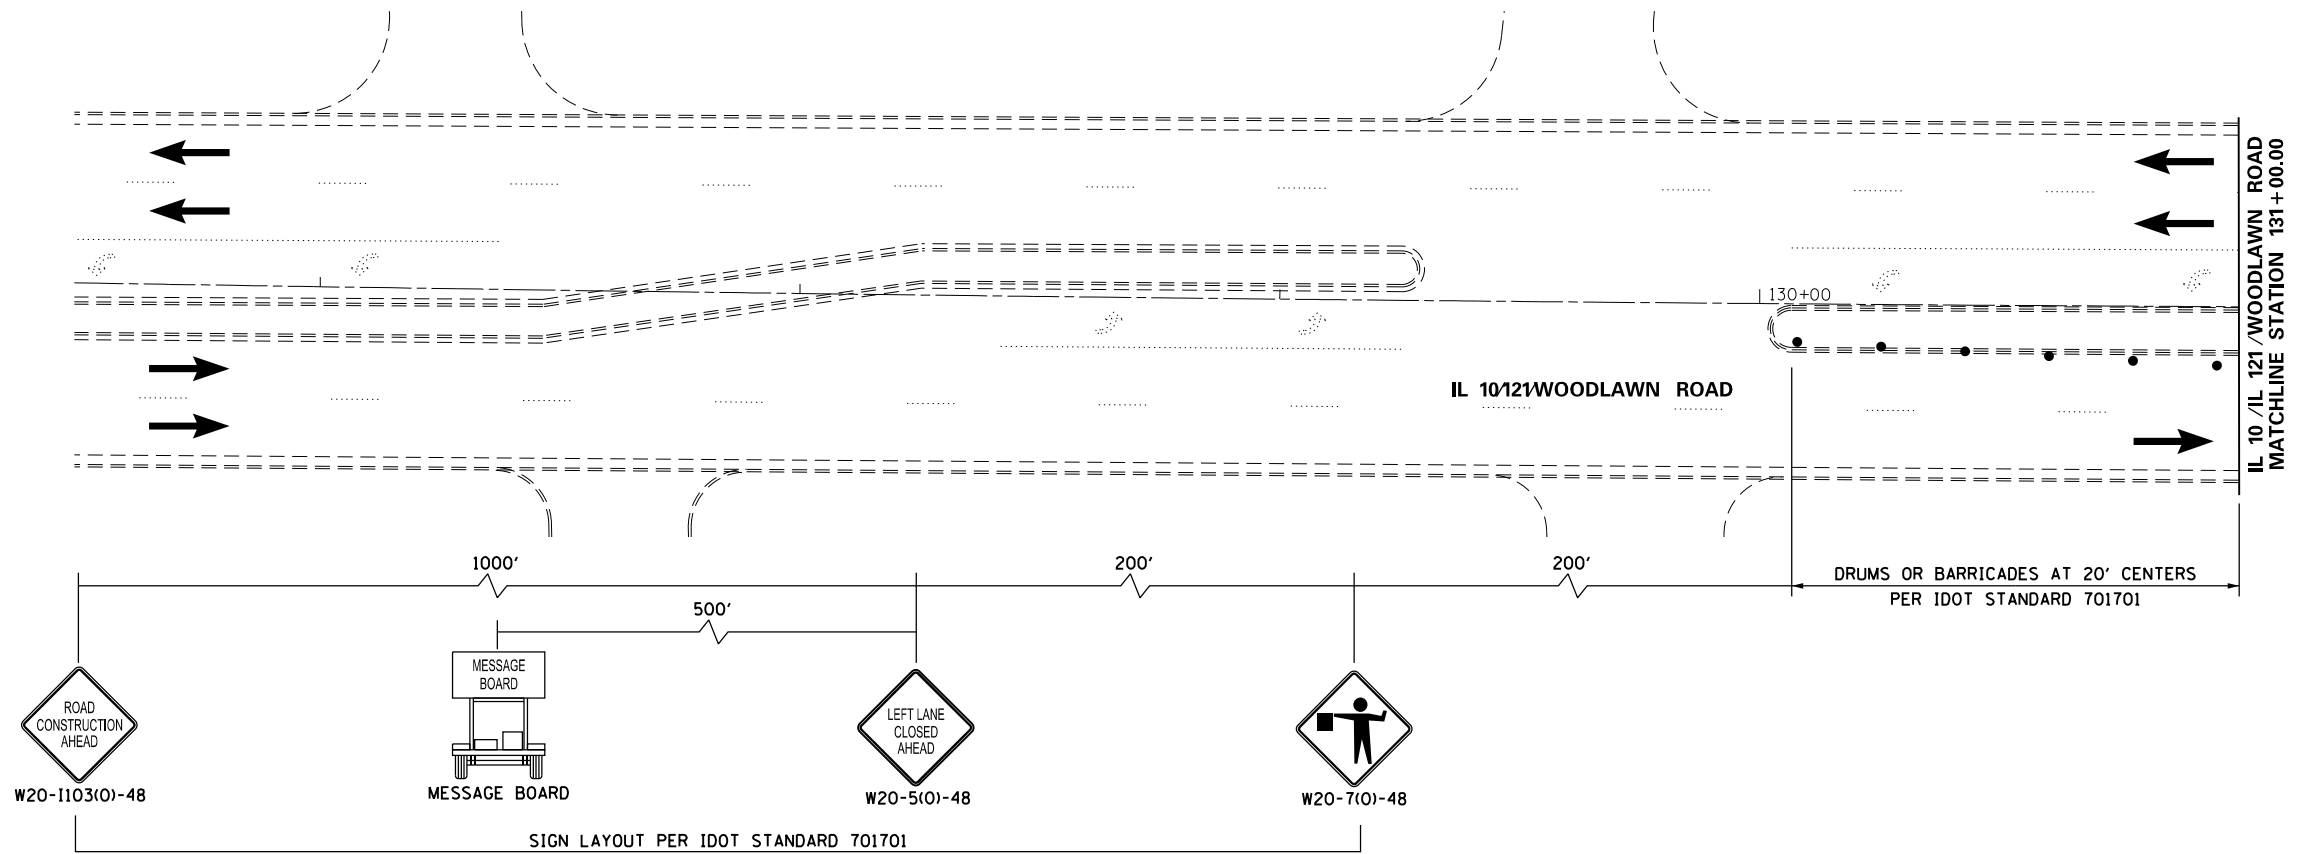 130+00
IL 10/121/WOODLAWN ROAD
IL 10 /IL 121 /WOODLAWN ROAD
MATCHLINE STATION 131+00.00
1000'
200'
200'
DRUMS OR BARRICADES AT 20' CENTERS
PER IDOT STANDARD 701701
500'
ROAD
CONSTRUCTION
AHEAD
MESSAGE
BOARD
LEFT LANE
CLOSED
AHEAD
W20-I103(O)-48
MESSAGE BOARD
W20-5(O)-48
W20-7(O)-48
SIGN LAYOUT PER IDOT STANDARD 701701